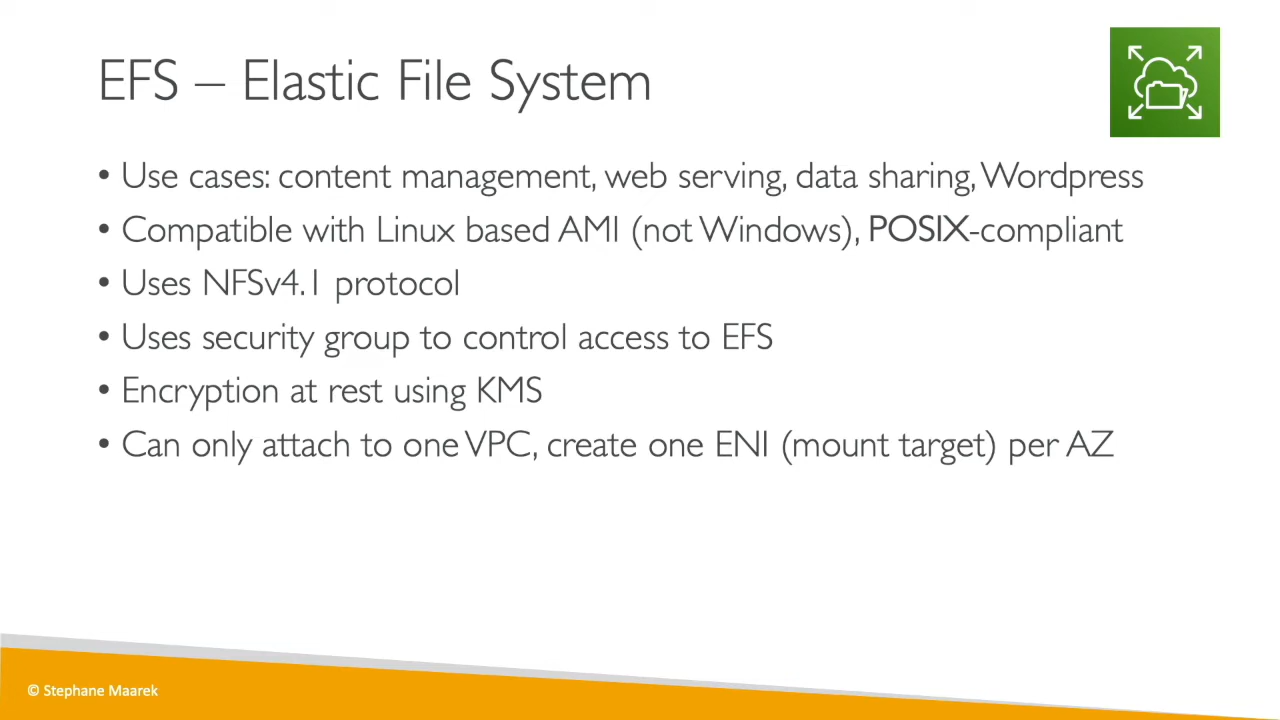 EFS – Elastic File System
• Use cases: content management, web serving, data sharing, Wordpress
• Compatible with Linux based AMI (not Windows), POSIX-compliant
• Uses NFSv4.1 protocol
• Uses security group to control access to EFS
• Encryption at rest using KMS
• Can only attach to one VPC, create one ENI (mount target) per AZ
© Stephane Maarek